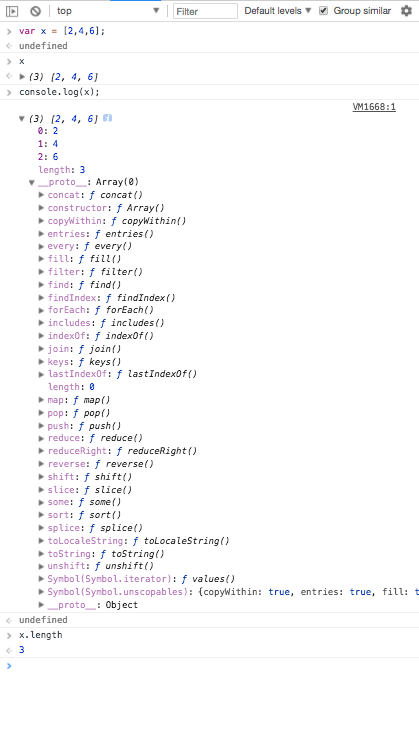 top Filter Default levels Group similar
var x = [2,4,6];
undefined
x
(3) [2, 4, 6]
console.log(x);
VM1668:1
(3) [2, 4, 6] i
0: 2
1: 4
2: 6
length: 3
__proto__: Array(0)
concat: ƒ concat()
constructor: ƒ Array()
copyWithin: ƒ copyWithin()
entries: ƒ entries()
every: ƒ every()
fill: ƒ fill()
filter: ƒ filter()
find: ƒ find()
findIndex: ƒ findIndex()
forEach: ƒ forEach()
includes: ƒ includes()
indexOf: ƒ indexOf()
join: ƒ join()
keys: ƒ keys()
lastIndexOf: ƒ lastIndexOf()
length: 0
map: ƒ map()
pop: ƒ pop()
push: ƒ push()
reduce: ƒ reduce()
reduceRight: ƒ reduceRight()
reverse: ƒ reverse()
shift: ƒ shift()
slice: ƒ slice()
some: ƒ some()
sort: ƒ sort()
splice: ƒ splice()
toLocaleString: ƒ toLocaleString()
toString: ƒ toString()
unshift: ƒ unshift()
Symbol(Symbol.iterator): ƒ values()
Symbol(Symbol.unscopables): {copyWithin: true, entries: true, fill: t
__proto__: Object
undefined
x.length
3